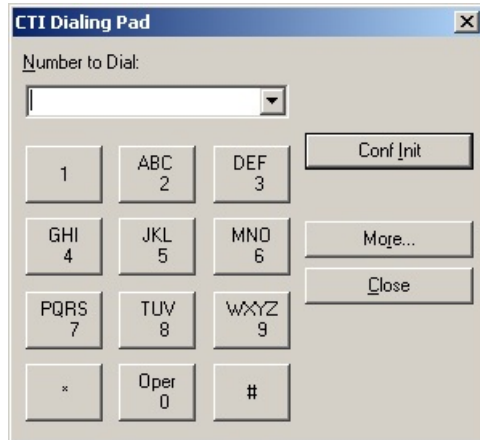 CTI Dialing Pad
Number to Dial:
Conf Init
1
ABC
2
DEF
3
GHI
4
JKL
5
MNO
6
More...
Close
PQRS
7
TUV
8
WXYZ
9
*
Oper
0
#